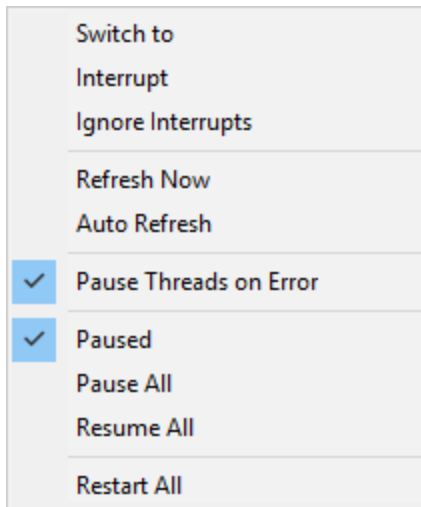 Switch to
Interrupt
Ignore Interrupts
Refresh Now
Auto Refresh
Pause Threads on Error
Paused
Pause All
Resume All
Restart All